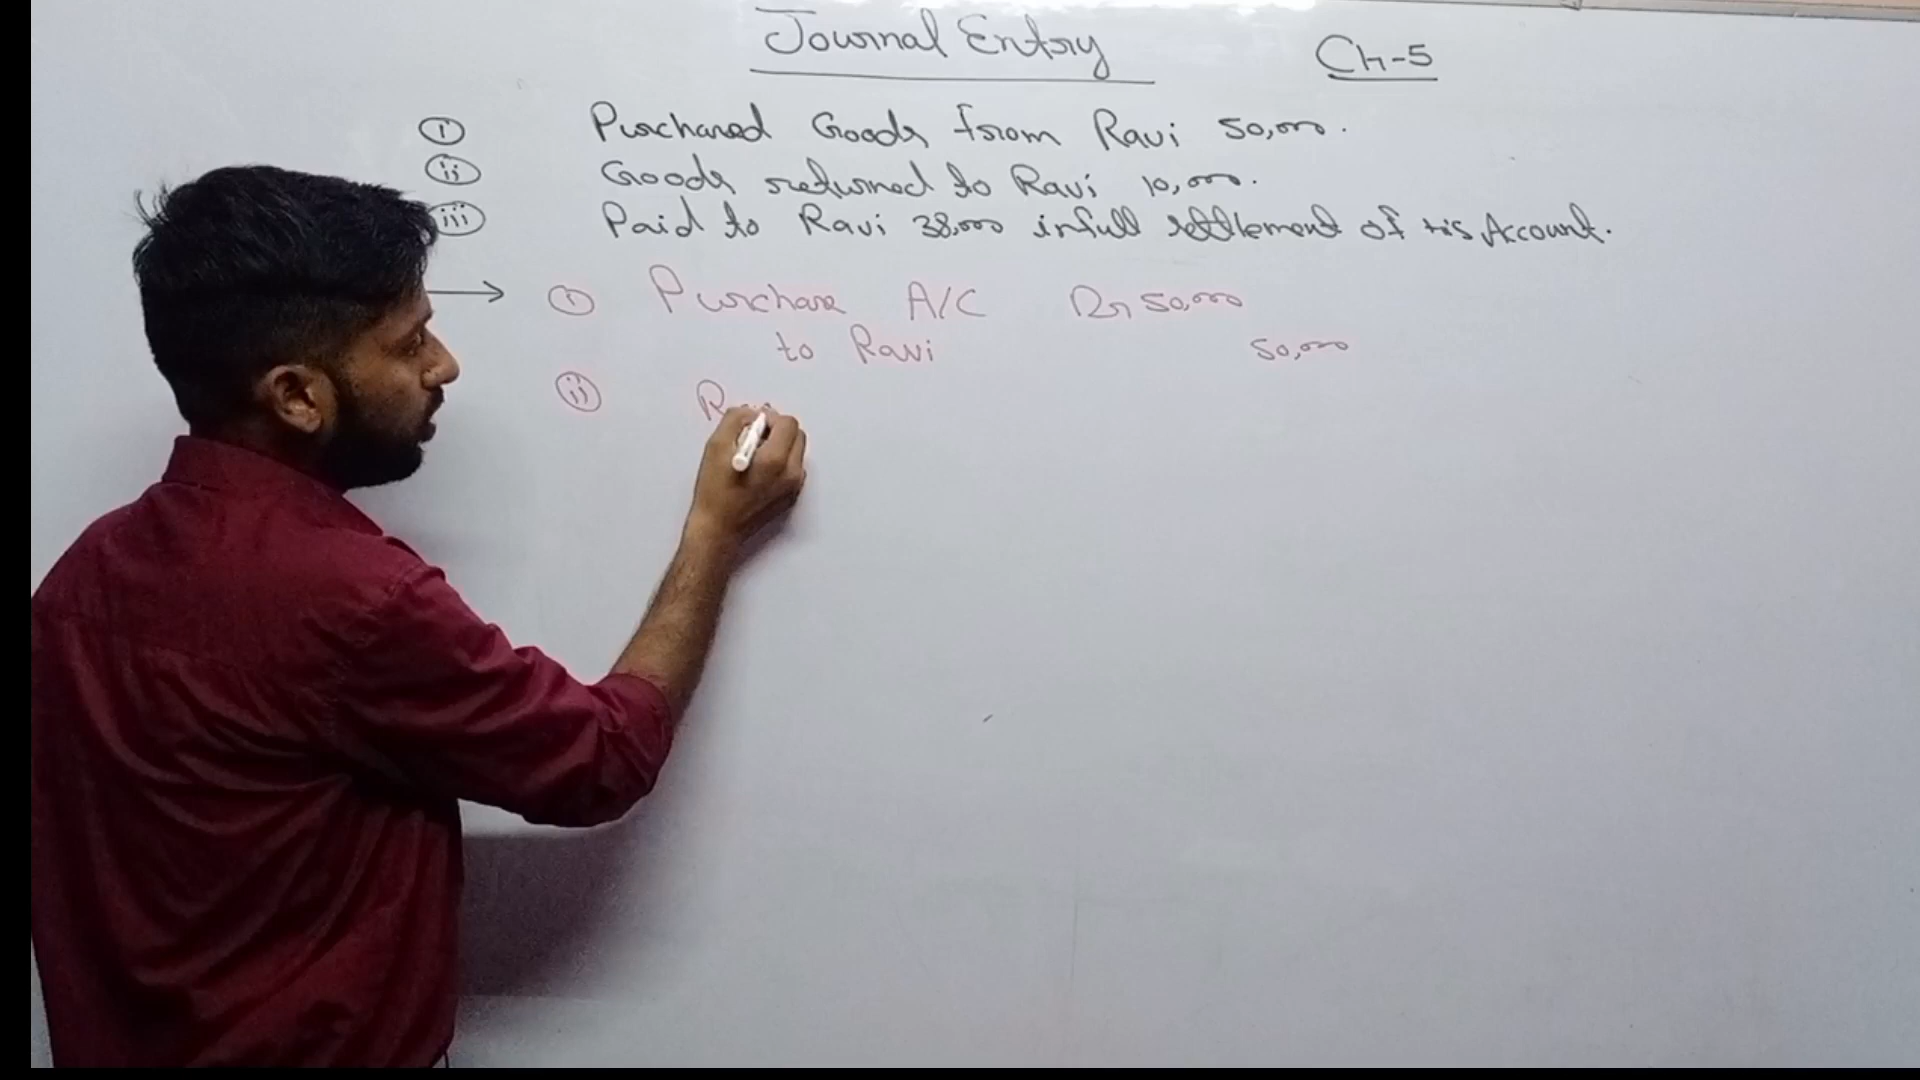 Journal Entry
Ch-5
(i) Purchased Goods from Ravi 50,000.
(ii) Goods returned to Ravi 10,000.
(iii) Paid to Ravi 38,000 in full settlement of his Account.
(i) Purchase A/C Dr 50,000
to Ravi 50,000
(ii)